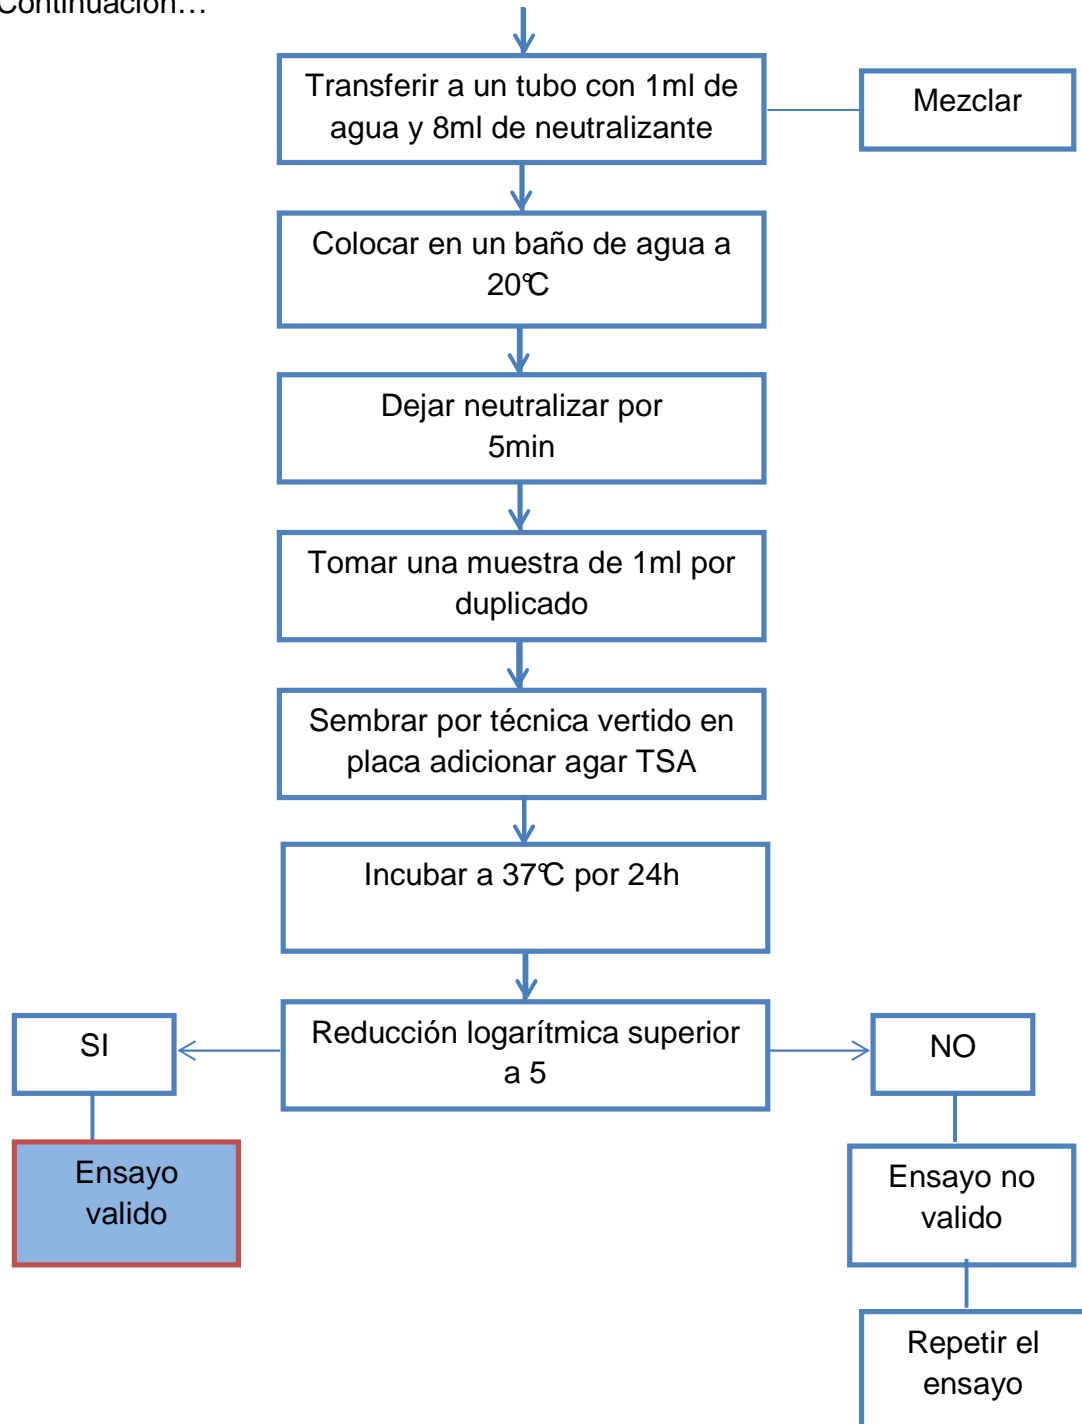 Continuación…
Transferir a un tubo con 1ml de
agua y 8ml de neutralizante
Mezclar
Colocar en un baño de agua a
20°C
Dejar neutralizar por
5min
Tomar una muestra de 1ml por
duplicado
Sembrar por técnica vertido en
placa adicionar agar TSA
Incubar a 37°C por 24h
Reducción logarítmica superior
a 5
SI
NO
Ensayo
valido
Ensayo no
valido
Repetir el
ensayo